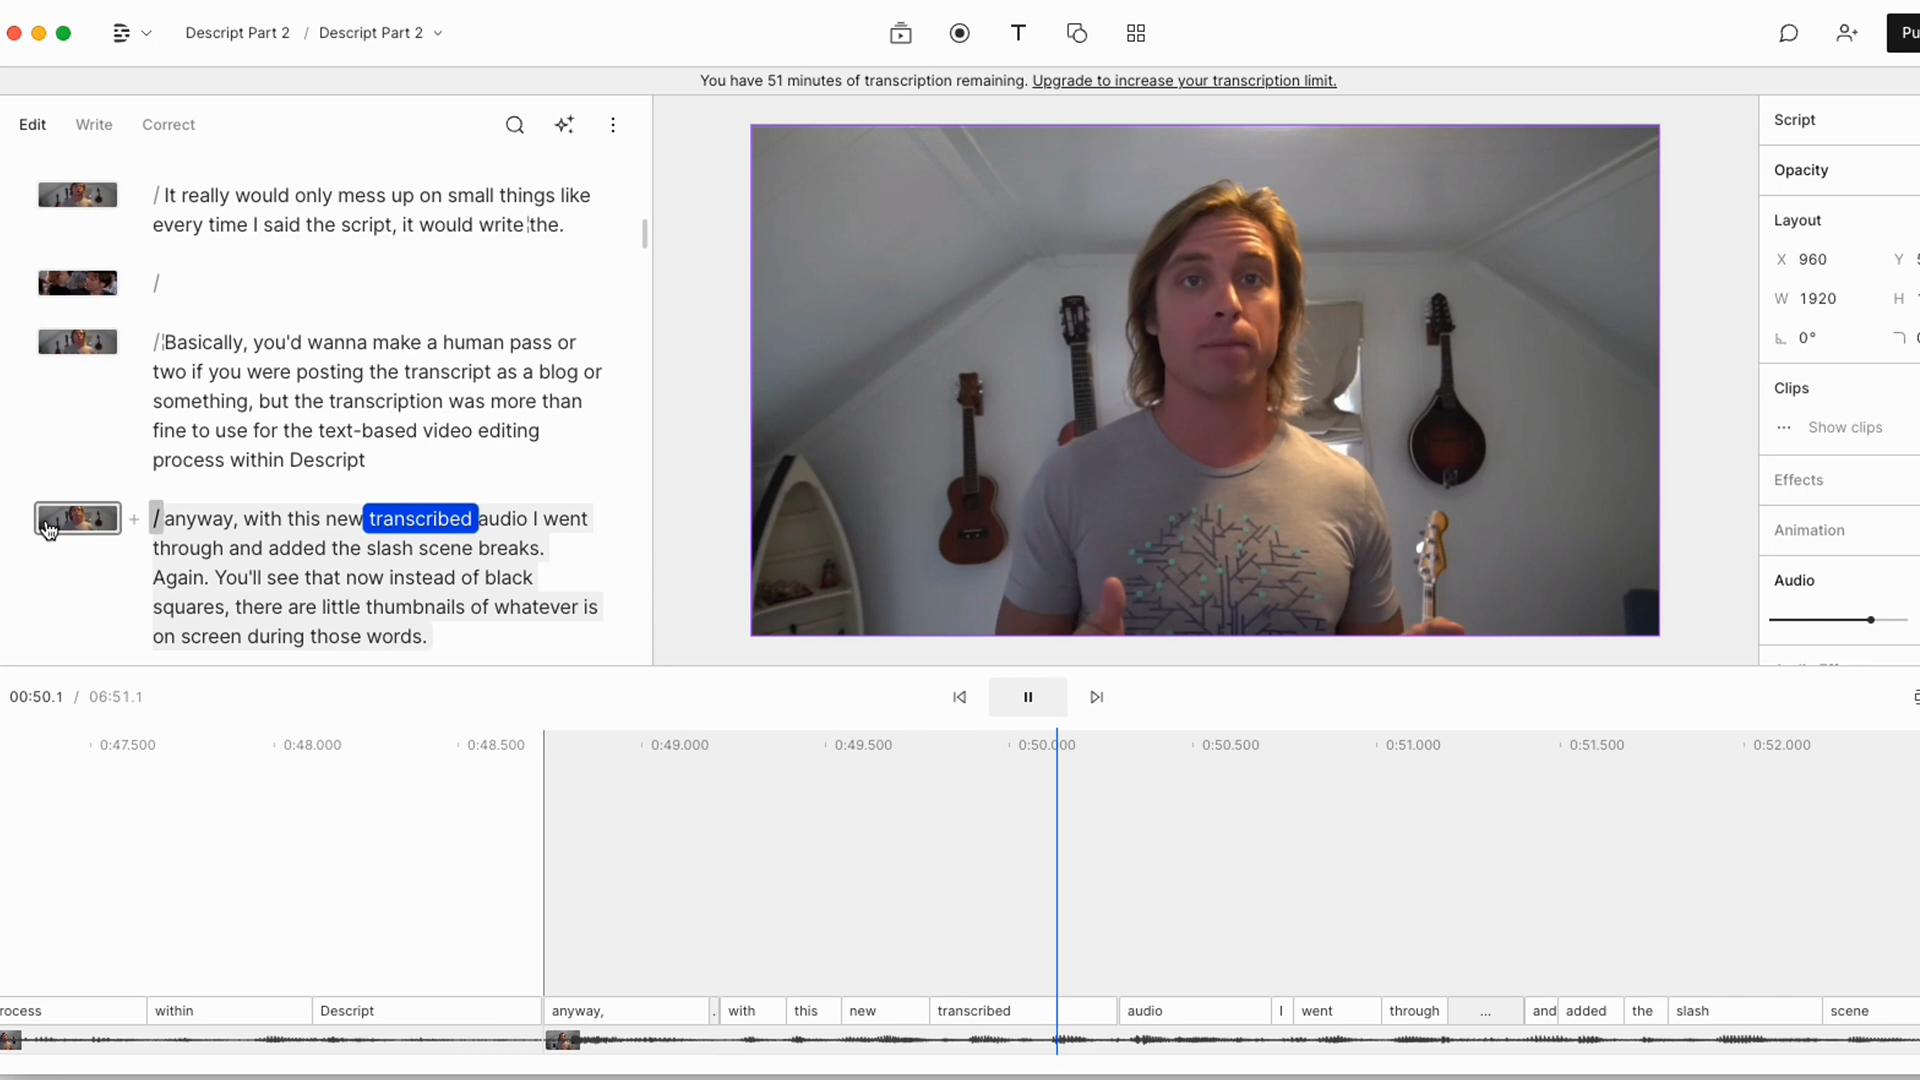 Descript Part 2 / Descript Part 2
You have 51 minutes of transcription remaining. Upgrade to increase your transcription limit.
Edit Write Correct
/ It really would only mess up on small things like
every time I said the script, it would write the.
/
/ Basically, you'd wanna make a human pass or
two if you were posting the transcript as a blog or
something, but the transcription was more than
fine to use for the text-based video editing
process within Descript
/ anyway, with this new transcribed audio I went
through and added the slash scene breaks.
Again. You'll see that now instead of black
squares, there are little thumbnails of whatever is
on screen during those words.
Script
Opacity
Layout
X 960 Y
W 1920 H
0°
Clips
... Show clips
Effects
Animation
Audio
00:50.1 / 06:51.1
0:47.500 0:48.000 0:48.500 0:49.000 0:49.500 0:50.000 0:50.500 0:51.000 0:51.500 0:52.000
rocess within Descript anyway, . with this new transcribed audio I went through ... and added the slash scene